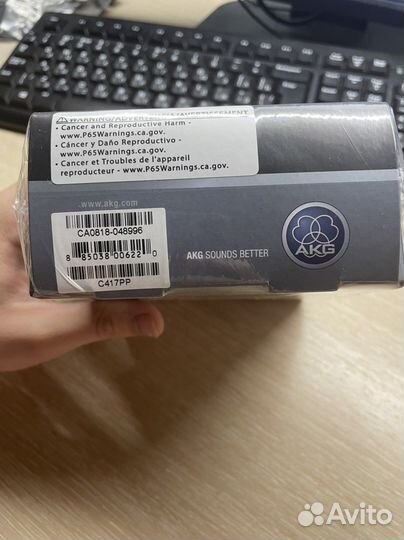 WARNING/ADVERTENCIA/AVERTISSEMENT
• Cancer and Reproductive Harm -
www.P65Warnings.ca.gov.
• Cáncer y Daño Reproductivo -
www.P65Warnings.ca.gov.
• Cancer et Troubles de l'appareil
reproducteur - www.P65Warnings.ca.gov.
www.akg.com
CA0818-048996
8 85038 00622 0
C417PP
AKG SOUNDS BETTER
AKG
Avito